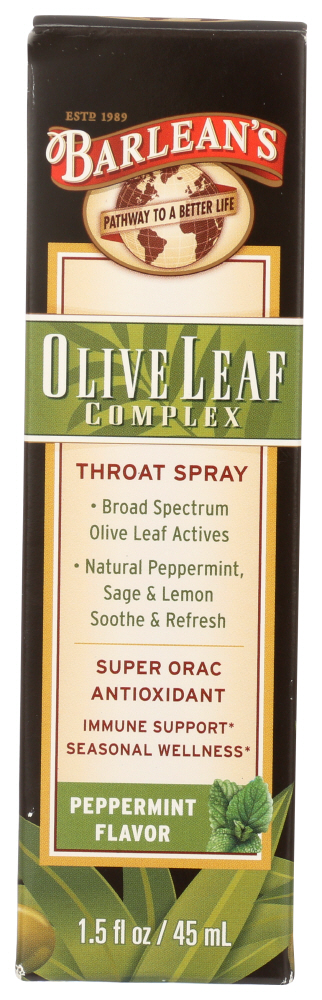 ESTD 1989
BARLEAN'S
PATHWAY TO A BETTER LIFE
OLIVE LEAF
COMPLEX
THROAT SPRAY
• Broad Spectrum
Olive Leaf Actives
• Natural Peppermint,
Sage & Lemon
Soothe & Refresh
SUPER ORAC
ANTIOXIDANT
IMMUNE SUPPORT*
SEASONAL WELLNESS*
PEPPERMINT
FLAVOR
1.5 fl oz / 45 mL